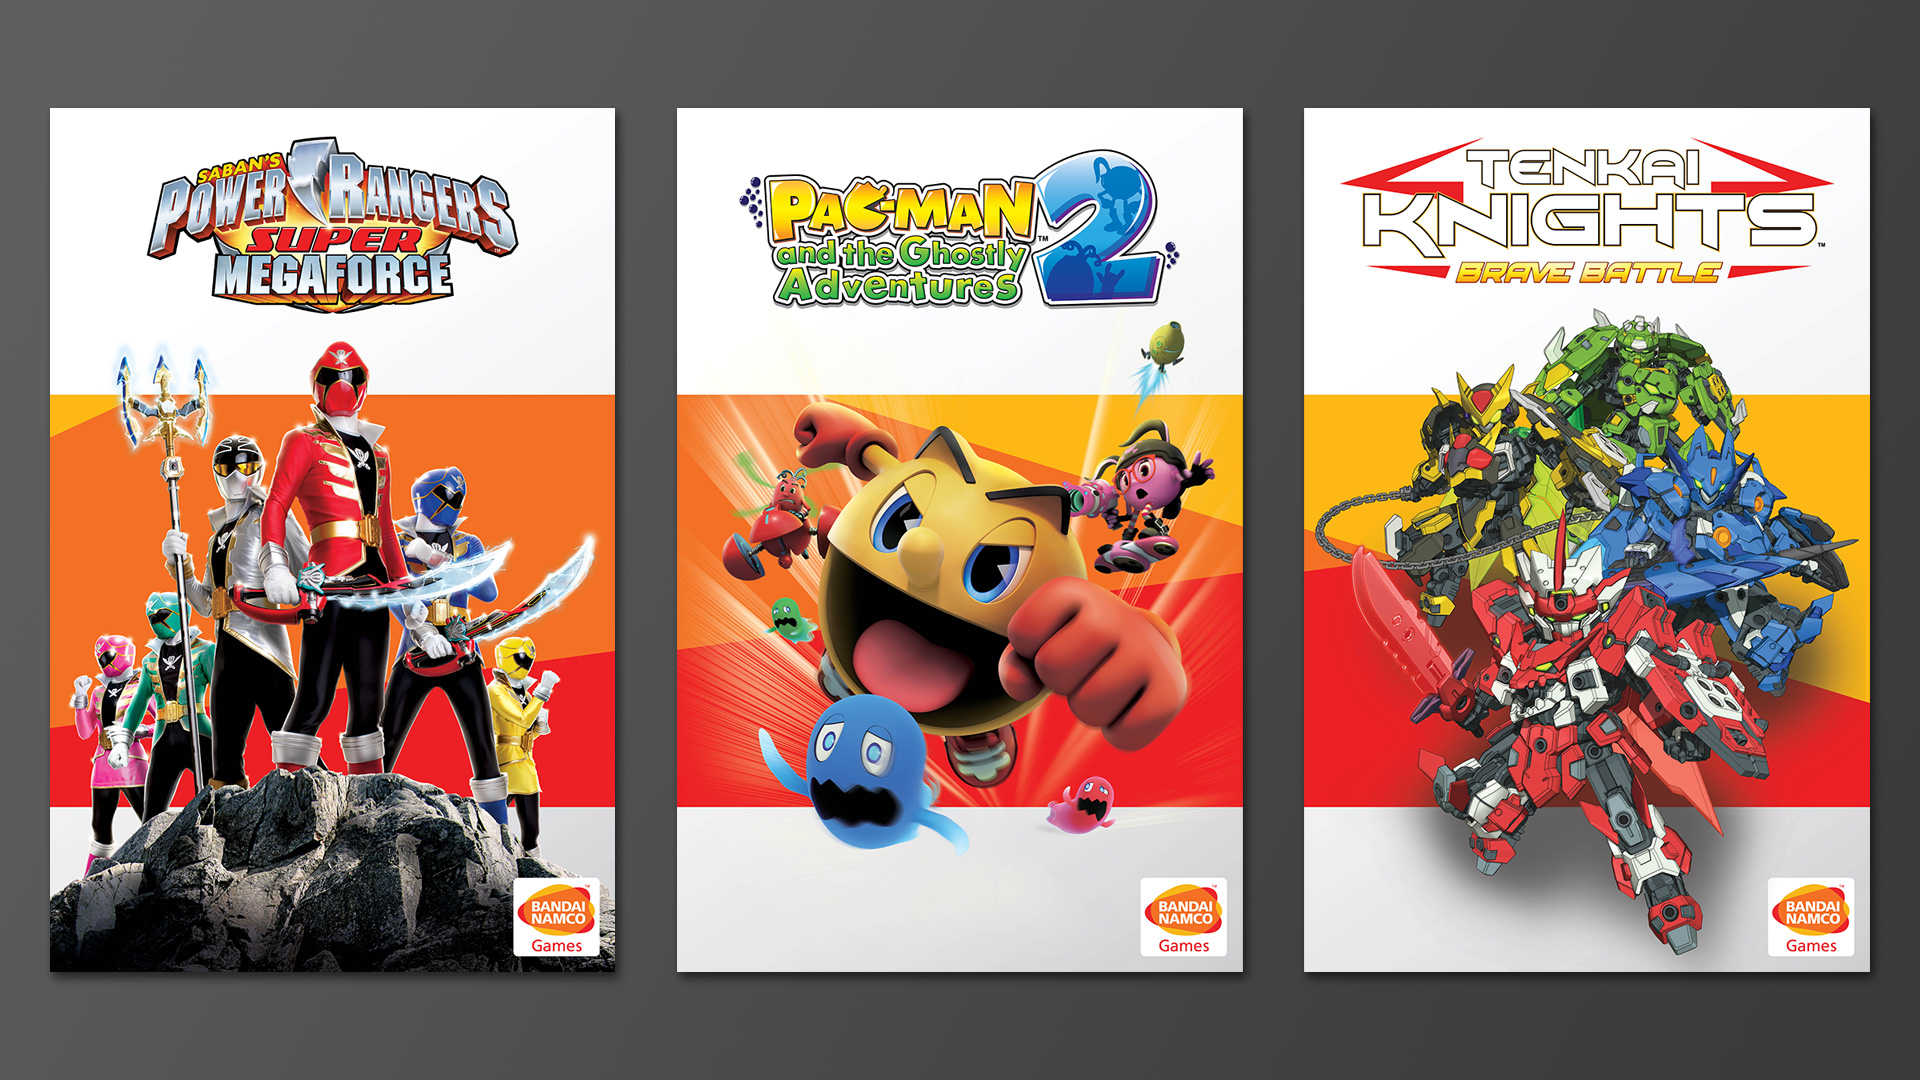 SABAN'S
POWER RANGERS
SUPER
MEGAFORCE
BANDAI
NAMCO
Games
PAC-MAN 2
and the Ghostly
Adventures
BANDAI
NAMCO
Games
TENKAI
KNIGHTS
BRAVE BATTLE
BANDAI
NAMCO
Games